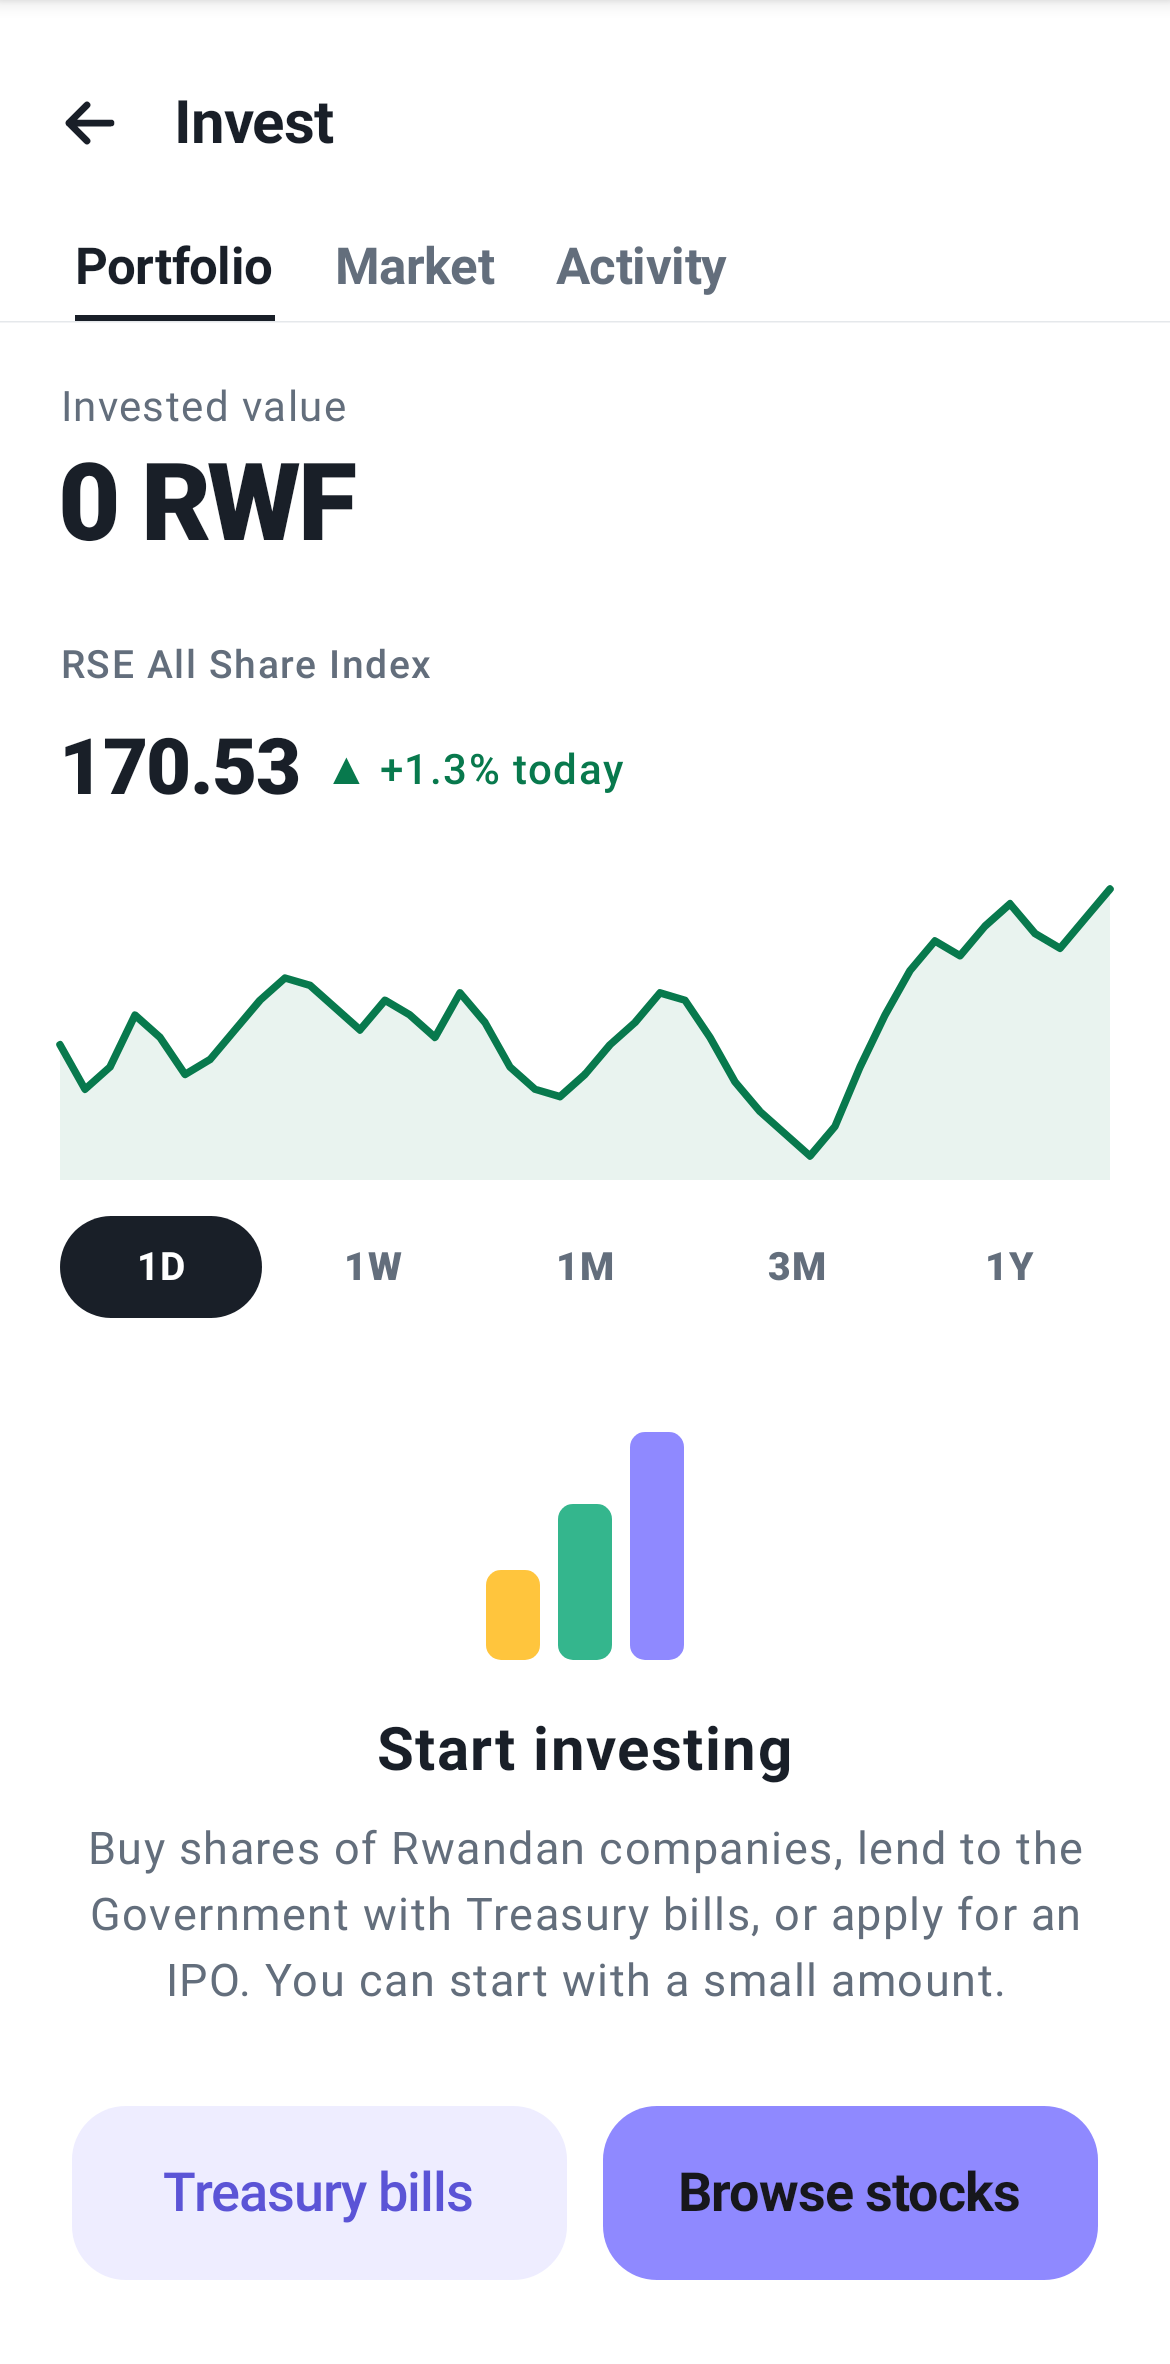 Invest
Portfolio Market Activity
Invested value
0 RWF
RSE All Share Index
170.53 ▲ +1.3% today
1D 1W 1M 3M 1Y
Start investing
Buy shares of Rwandan companies, lend to the
Government with Treasury bills, or apply for an
IPO. You can start with a small amount.
Treasury bills Browse stocks